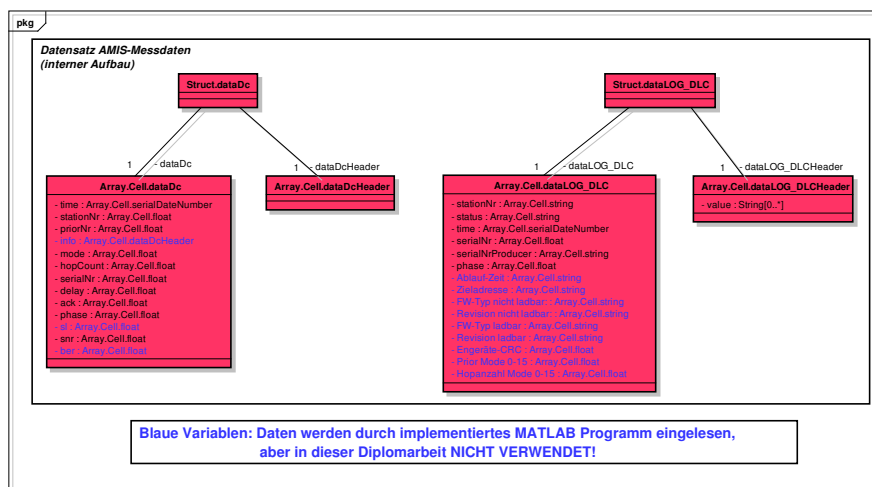 pkg
Datensatz AMIS-Messdaten
(interner Aufbau)
Struct.dataDc
1
- dataDc
1
- dataDcHeader
Array.Cell.dataDc
- time : Array.Cell.serialDateNumber
- stationNr : Array.Cell.float
- priorNr : Array.Cell.float
- info : Array.Cell.dataDcHeader
- mode : Array.Cell.float
- hopCount : Array.Cell.float
- serialNr : Array.Cell.float
- delay : Array.Cell.float
- ack : Array.Cell.float
- phase : Array.Cell.float
- sl : Array.Cell.float
- snr : Array.Cell.float
- ber : Array.Cell.float
Array.Cell.dataDcHeader
Struct.dataLOG_DLC
1
- dataLOG_DLC
1
- dataLOG_DLCHeader
Array.Cell.dataLOG_DLC
- stationNr : Array.Cell.string
- status : Array.Cell.string
- time : Array.Cell.serialDateNumber
- serialNr : Array.Cell.float
- serialNrProducer : Array.Cell.string
- phase : Array.Cell.float
- Ablauf-Zeit : Array.Cell.string
- Zieladresse : Array.Cell.string
- FW-Typ nicht ladbar: : Array.Cell.string
- Revision nicht ladbar: : Array.Cell.string
- FW-Typ ladbar : Array.Cell.string
- Revision ladbar : Array.Cell.string
- Engeräte-CRC : Array.Cell.float
- Prior Mode 0-15 : Array.Cell.float
- Hopanzahl Mode 0-15 : Array.Cell.float
Array.Cell.dataLOG_DLCHeader
- value : String[0..*]
Blaue Variablen: Daten werden durch implementiertes MATLAB Programm eingelesen,
aber in dieser Diplomarbeit NICHT VERWENDET!